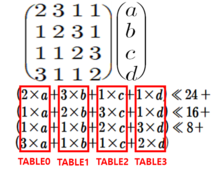 2 3 1 1 a
1 2 3 1 b
1 1 2 3 c
3 1 1 2 d
(2×a+3×b+1×c+1×d) ≪ 24 +
(1×a+2×b+3×c+1×d) ≪ 16 +
(1×a+1×b+2×c+3×d) ≪ 8 +
(3×a+1×b+1×c+2×d)
TABLE0 TABLE1 TABLE2 TABLE3